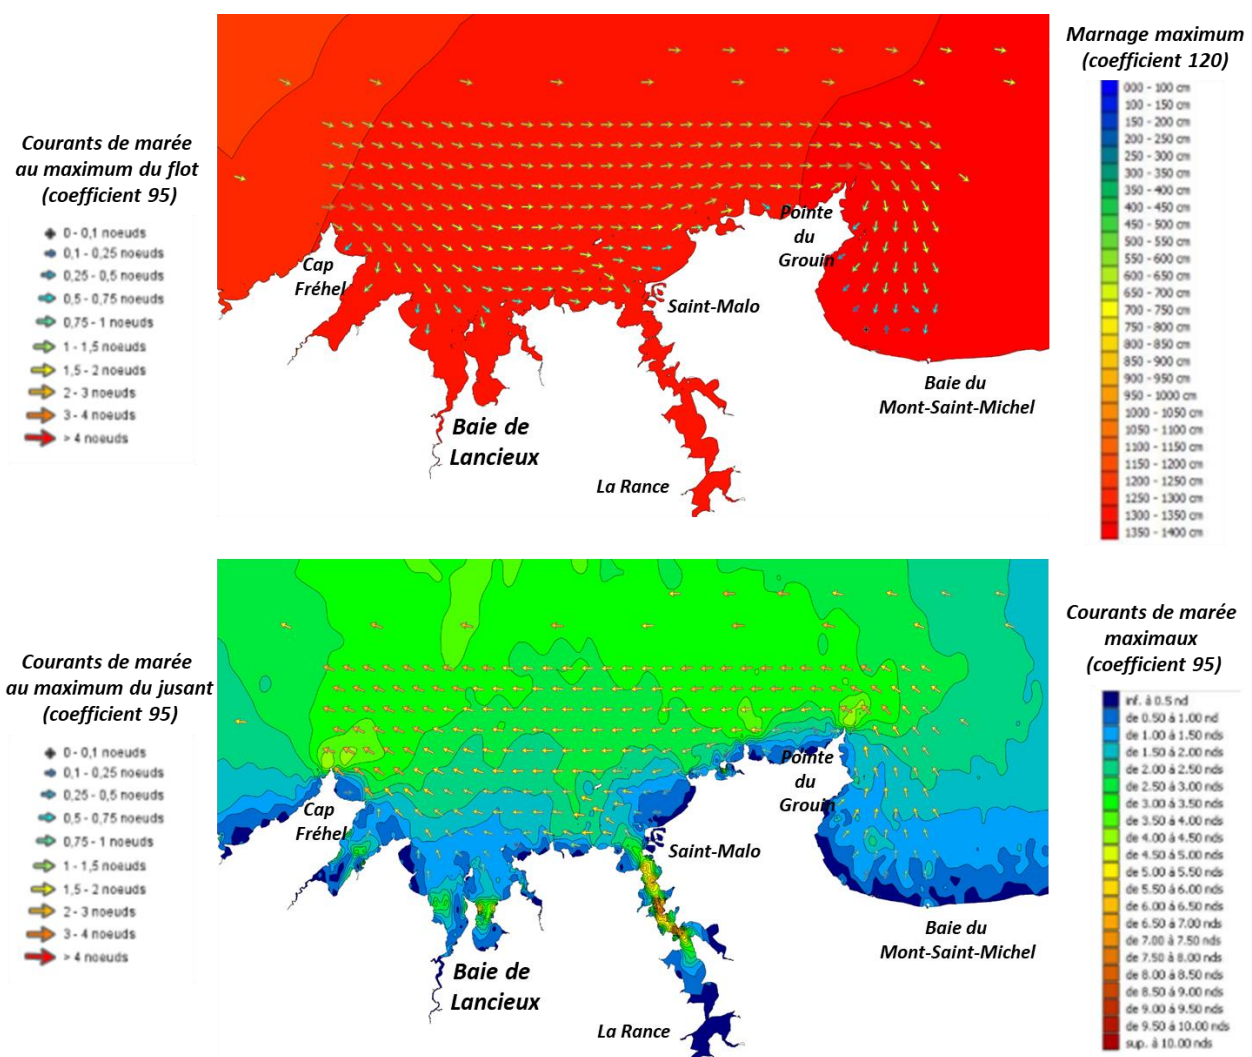 Courants de marée
au maximum du flot
(coefficient 95)
0 - 0,1 noeuds
0,1 - 0,25 noeuds
0,25 - 0,5 noeuds
0,5 - 0,75 noeuds
0,75 - 1 noeuds
1 - 1,5 noeuds
1,5 - 2 noeuds
2 - 3 noeuds
3 - 4 noeuds
> 4 noeuds
Cap
Fréhel
Baie de
Lancieux
Saint-Malo
La Rance
Pointe
du
Grouin
Baie du
Mont-Saint-Michel
Marnage maximum
(coefficient 120)
000 - 100 cm
100 - 150 cm
150 - 200 cm
200 - 250 cm
250 - 300 cm
300 - 350 cm
350 - 400 cm
400 - 450 cm
450 - 500 cm
500 - 550 cm
550 - 600 cm
600 - 650 cm
650 - 700 cm
700 - 750 cm
750 - 800 cm
800 - 850 cm
850 - 900 cm
900 - 950 cm
950 - 1000 cm
1000 - 1050 cm
1050 - 1100 cm
1100 - 1150 cm
1150 - 1200 cm
1200 - 1250 cm
1250 - 1300 cm
1300 - 1350 cm
1350 - 1400 cm
Courants de marée
au maximum du jusant
(coefficient 95)
0 - 0,1 noeuds
0,1 - 0,25 noeuds
0,25 - 0,5 noeuds
0,5 - 0,75 noeuds
0,75 - 1 noeuds
1 - 1,5 noeuds
1,5 - 2 noeuds
2 - 3 noeuds
3 - 4 noeuds
> 4 noeuds
Cap
Fréhel
Baie de
Lancieux
Saint-Malo
La Rance
Pointe
du
Grouin
Baie du
Mont-Saint-Michel
Courants de marée
maximaux
(coefficient 95)
inf. à 0.5 nd
de 0.50 à 1.00 nd
de 1.00 à 1.50 nds
de 1.50 à 2.00 nds
de 2.00 à 2.50 nds
de 2.50 à 3.00 nds
de 3.00 à 3.50 nds
de 3.50 à 4.00 nds
de 4.00 à 4.50 nds
de 4.50 à 5.00 nds
de 5.00 à 5.50 nds
de 5.50 à 6.00 nds
de 6.00 à 6.50 nds
de 6.50 à 7.00 nds
de 7.00 à 7.50 nds
de 7.50 à 8.00 nds
de 8.00 à 8.50 nds
de 8.50 à 9.00 nds
de 9.00 à 9.50 nds
de 9.50 à 10.00 nds
sup. à 10.00 nds